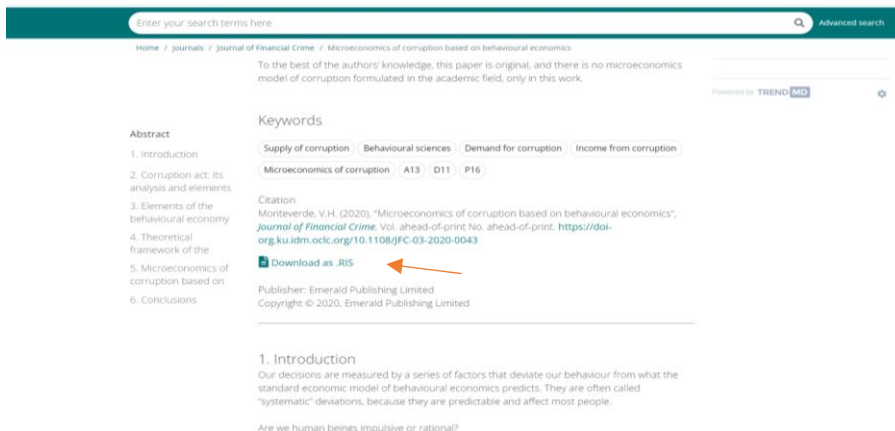 Enter your search terms here
Advanced search
Home / Journals / Journal of Financial Crime / Microeconomics of corruption based on behavioural economics
To the best of the authors' knowledge, this paper is original, and there is no microeconomics
model of corruption formulated in the academic field, only in this work.
Powered by TREND MD
Keywords
Supply of corruption Behavioural sciences Demand for corruption Income from corruption
Microeconomics of corruption A13 D11 P16
Abstract
1. Introduction
2. Corruption act: its
analysis and elements
3. Elements of the
behavioural economy
4. Theoretical
framework of the
5. Microeconomics of
corruption based on
6. Conclusions
Citation
Monteverde, V.H. (2020), "Microeconomics of corruption based on behavioural economics",
Journal of Financial Crime, Vol. ahead-of-print No. ahead-of-print. https://doi-
org.ku.idm.oclc.org/10.1108/JFC-03-2020-0043
Download as .RIS
Publisher: Emerald Publishing Limited
Copyright © 2020, Emerald Publishing Limited
1. Introduction
Our decisions are measured by a series of factors that deviate our behaviour from what the
standard economic model of behavioural economics predicts. They are often called
"systematic" deviations, because they are predictable and affect most people.
Are we human beings impulsive or rational?